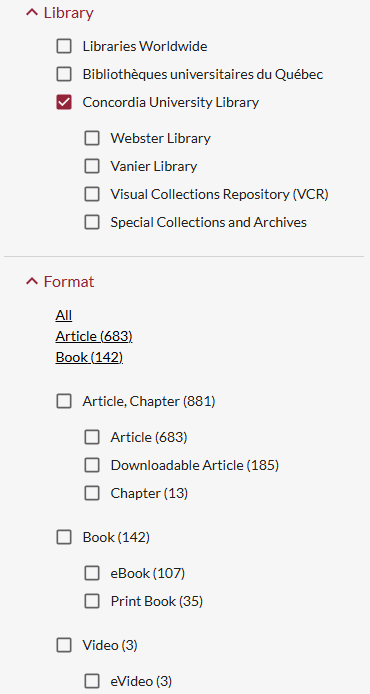 Library
Libraries Worldwide
Bibliothèques universitaires du Québec
Concordia University Library
Webster Library
Vanier Library
Visual Collections Repository (VCR)
Special Collections and Archives
Format
All
Article (683)
Book (142)
Article, Chapter (881)
Article (683)
Downloadable Article (185)
Chapter (13)
Book (142)
eBook (107)
Print Book (35)
Video (3)
eVideo (3)